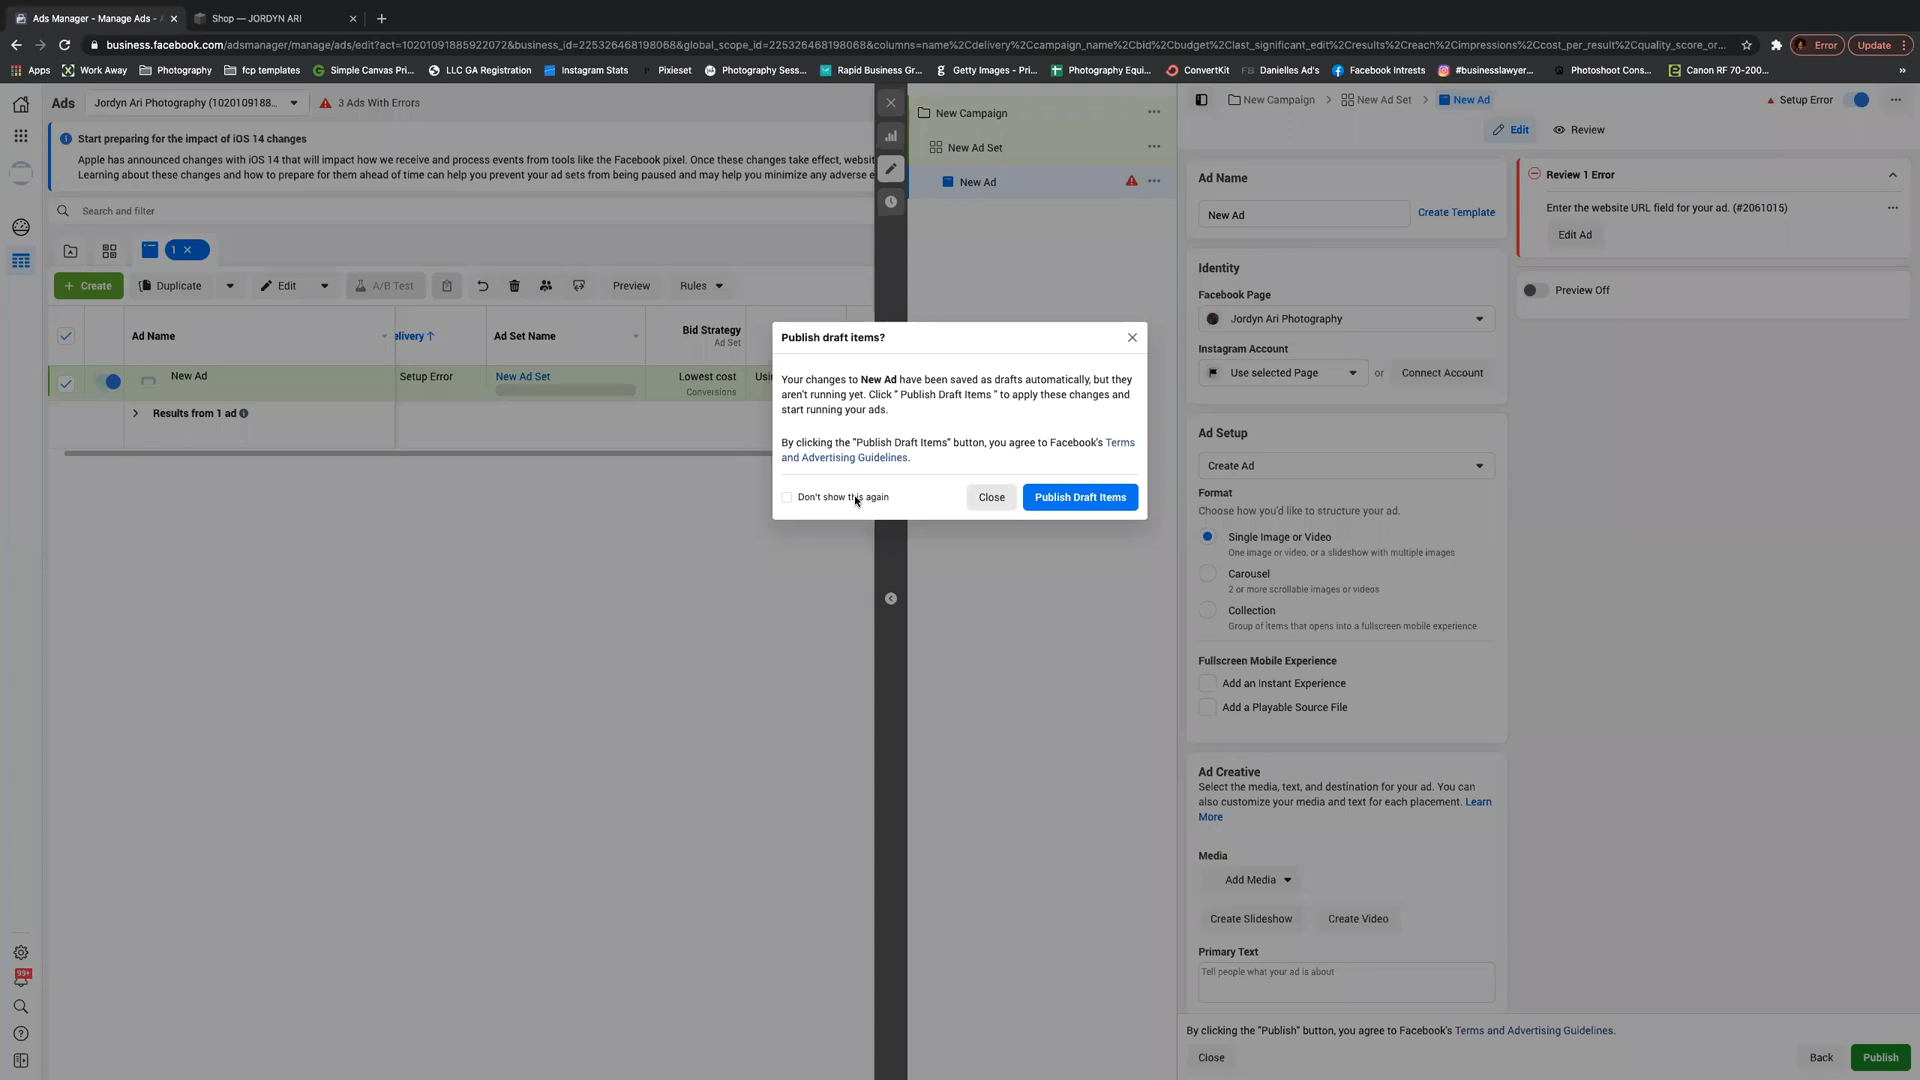 Ads Manager - Manage Ads -
Shop — JORDYN ARI
business.facebook.com/adsmanager/manage/ads/edit?act=10201091885922072&business_id=225326468198068&global_scope_id=225326468198068&columns=name%2Cdelivery%2Ccampaign_name%2Cbid%2Cbudget%2Clast_significant_edit%2Cresults%2Creach%2Cimpressions%2Ccost_per_result%2Cquality_score_or...
Error
Update
Apps
Work Away
Photography
fcp templates
Simple Canvas Pri...
LLC GA Registration
Instagram Stats
Pixieset
Photography Sess...
Rapid Business Gr...
Getty Images - Pri...
Photography Equi...
ConvertKit
FB Danielles Ad's
Facebook Intrests
#businesslawyer...
Photoshoot Cons...
Canon RF 70-200...
»
Ads
Jordyn Ari Photography (1020109188...
3 Ads With Errors
Start preparing for the impact of iOS 14 changes
Apple has announced changes with iOS 14 that will impact how we receive and process events from tools like the Facebook pixel. Once these changes take effect, websit
Learning about these changes and how to prepare for them ahead of time can help you prevent your ad sets from being paused and may help you minimize any adverse e
Search and filter
1
+ Create
Duplicate
Edit
A/B Test
Preview
Rules
Ad Name
elivery
Ad Set Name
Bid Strategy
Ad Set
New Ad
Setup Error
New Ad Set
Lowest cost
Conversions
Usi
Results from 1 ad
99+
New Campaign
New Ad Set
New Ad
Publish draft items?
Your changes to New Ad have been saved as drafts automatically, but they
aren't running yet. Click " Publish Draft Items " to apply these changes and
start running your ads.
By clicking the "Publish Draft Items" button, you agree to Facebook's Terms
and Advertising Guidelines.
Don't show this again
Close
Publish Draft Items
New Campaign
New Ad Set
New Ad
Setup Error
Edit
Review
Ad Name
New Ad
Create Template
Identity
Facebook Page
Jordyn Ari Photography
Instagram Account
Use selected Page
or
Connect Account
Ad Setup
Create Ad
Format
Choose how you'd like to structure your ad.
Single Image or Video
One image or video, or a slideshow with multiple images
Carousel
2 or more scrollable images or videos
Collection
Group of items that opens into a fullscreen mobile experience
Fullscreen Mobile Experience
Add an Instant Experience
Add a Playable Source File
Ad Creative
Select the media, text, and destination for your ad. You can
also customize your media and text for each placement. Learn
More
Media
Add Media
Create Slideshow
Create Video
Primary Text
Tell people what your ad is about
Review 1 Error
Enter the website URL field for your ad. (#2061015)
Edit Ad
Preview Off
By clicking the "Publish" button, you agree to Facebook's Terms and Advertising Guidelines.
Close
Back
Publish